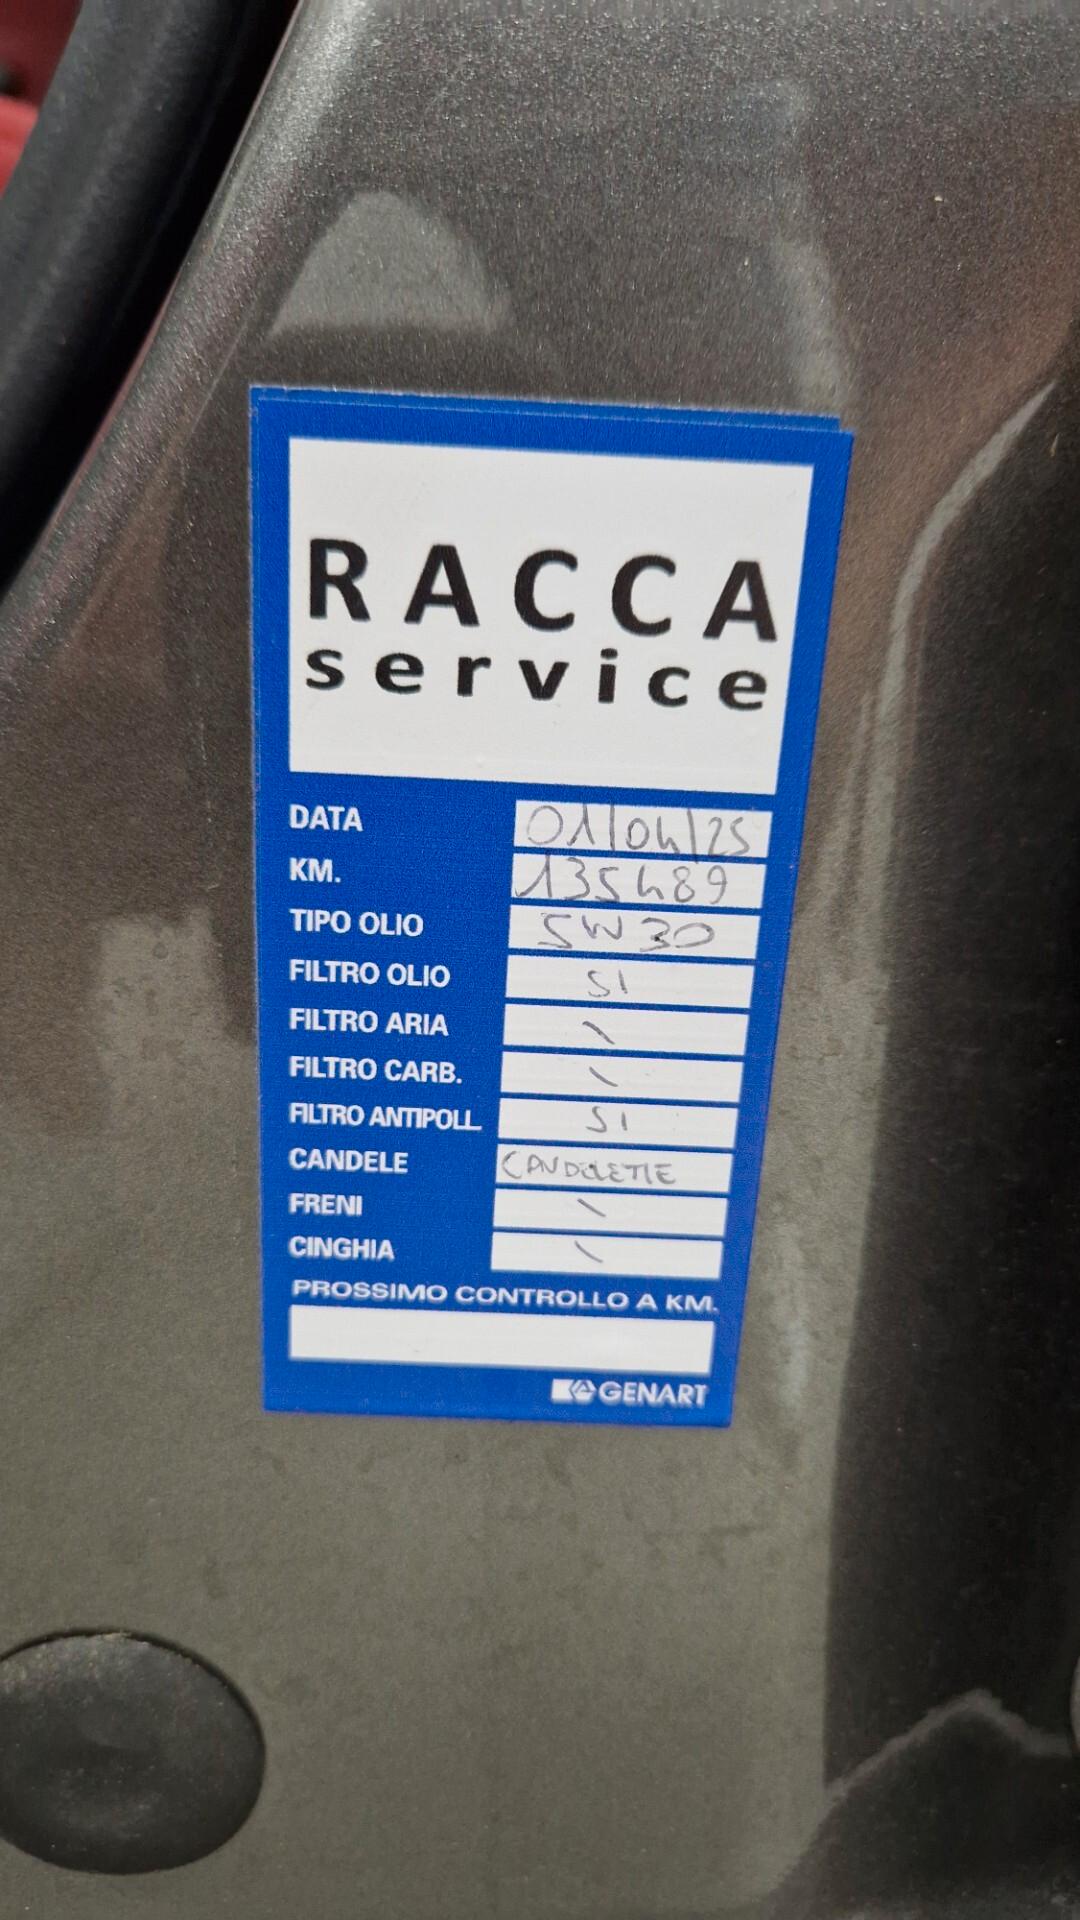 RACCA
service
DATA 01/04/25
KM. 135489
TIPO OLIO 5W30
FILTRO OLIO SI
FILTRO ARIA \
FILTRO CARB. \
FILTRO ANTIPOLL. SI
CANDELE CANDELETTE
FRENI \
CINGHIA \
PROSSIMO CONTROLLO A KM.
GENART